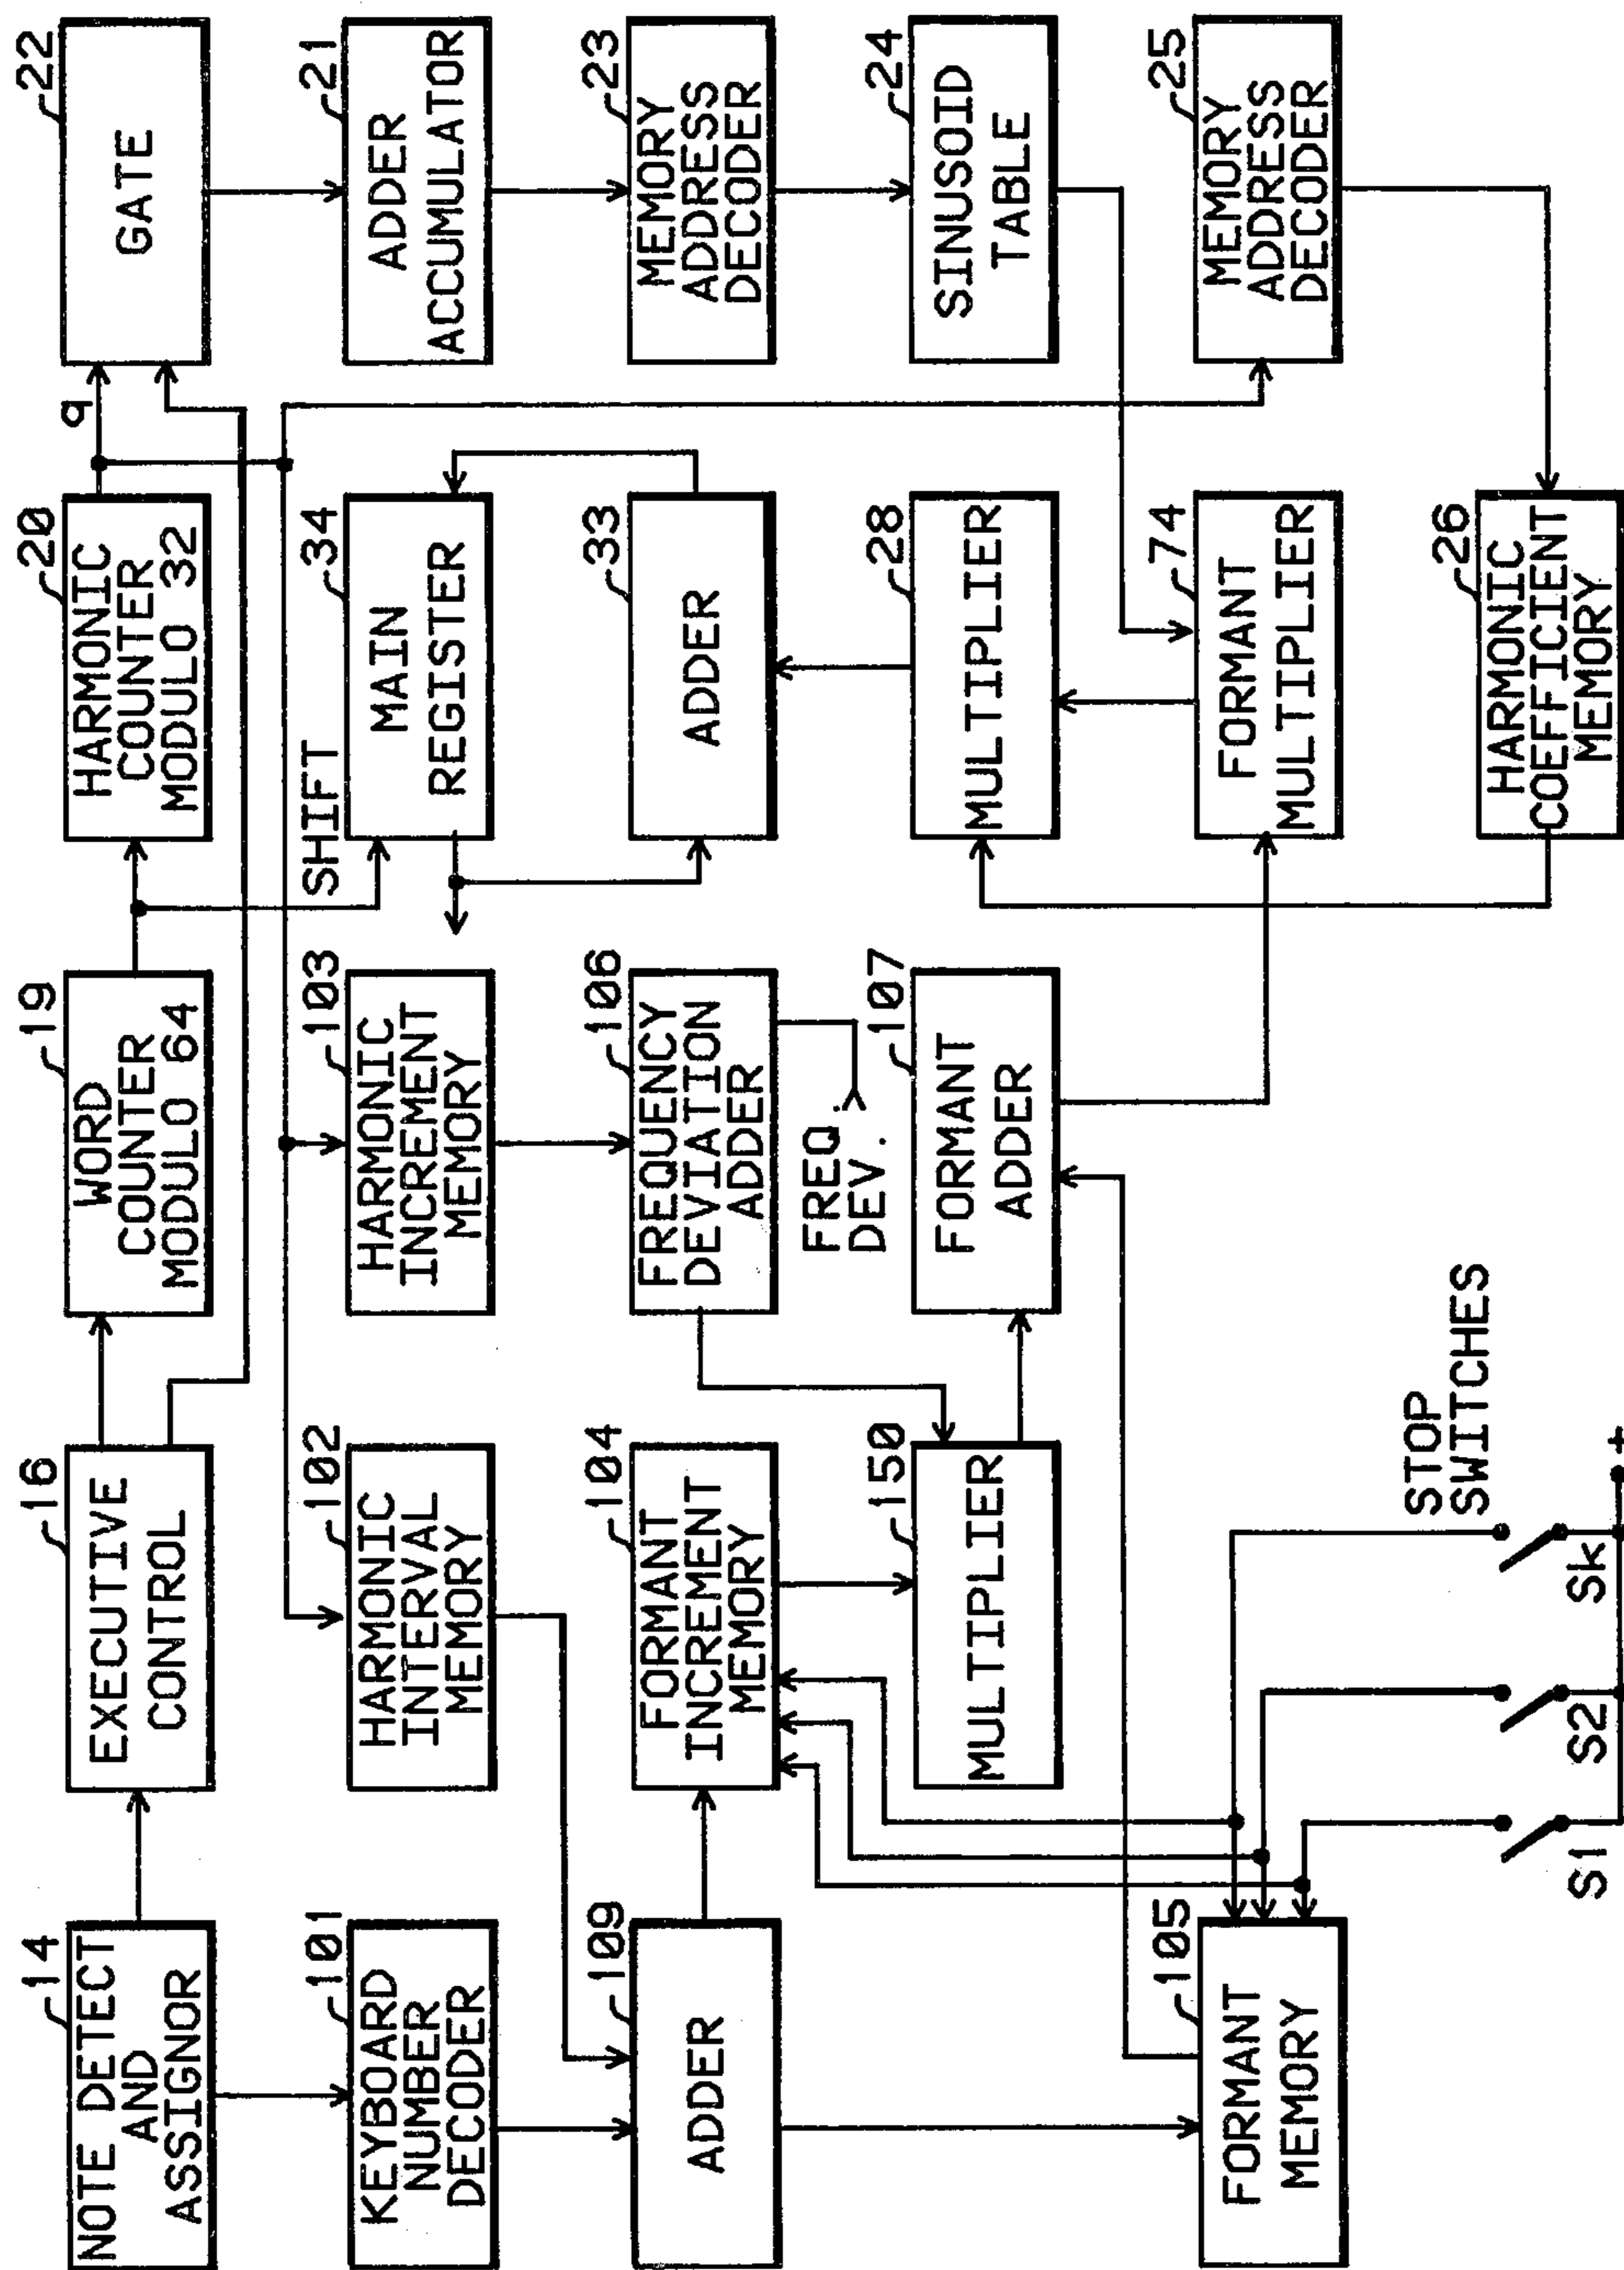 14
NOTE DETECT
AND
ASSIGNOR
16
EXECUTIVE
CONTROL
19
WORD
COUNTER
MODULO 64
20
HARMONIC
COUNTER
MODULO 32
q
22
GATE
101
KEYBOARD
NUMBER
DECODER
102
HARMONIC
INTERVAL
MEMORY
103
HARMONIC
INCREMENT
MEMORY
SHIFT
34
MAIN
REGISTER
21
ADDER
ACCUMULATOR
109
ADDER
104
FORMANT
INCREMENT
MEMORY
106
FREQUENCY
DEVIATION
ADDER
FREQ.
DEV.
33
ADDER
23
MEMORY
ADDRESS
DECODER
150
MULTIPLIER
107
FORMANT
ADDER
28
MULTIPLIER
24
SINUSOID
TABLE
105
FORMANT
MEMORY
74
FORMANT
MULTIPLIER
25
MEMORY
ADDRESS
DECODER
STOP
SWITCHES
26
HARMONIC
COEFFICIENT
MEMORY
S1
S2
Sk
+